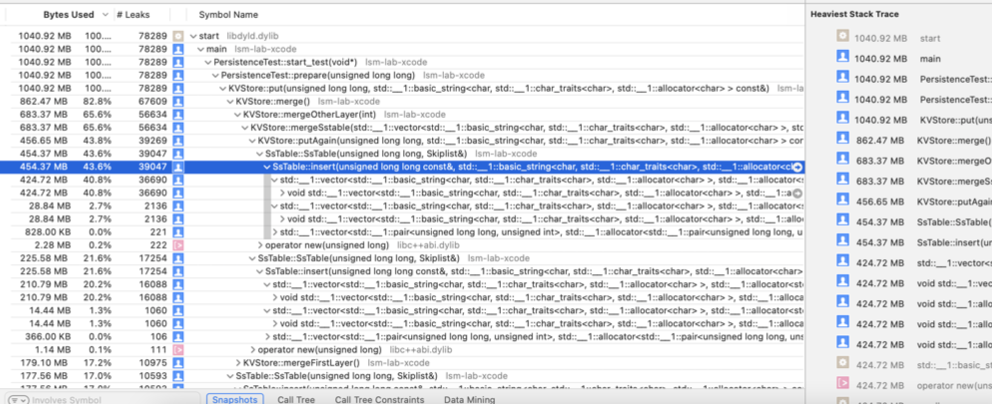 Bytes Used # Leaks Symbol Name Heaviest Stack Trace
1040.92 MB 100.... 78289 start libdyld.dylib 1040.92 MB start
1040.92 MB 100.... 78289 main lsm-lab-xcode 1040.92 MB main
1040.92 MB 100.... 78289 PersistenceTest::start_test(void*) lsm-lab-xcode 1040.92 MB PersistenceTest:
1040.92 MB 100.... 78289 PersistenceTest::prepare(unsigned long long) lsm-lab-xcode 1040.92 MB PersistenceTest:
1040.92 MB 100.... 78289 KVStore::put(unsigned long long, std::__1::basic_string<char, std::__1::char_traits<char>, std::__1::allocator<char> > const&) lsm-la 1040.92 MB KVStore::put(uns
862.47 MB 82.8% 67609 KVStore::merge() lsm-lab-xcode 862.47 MB KVStore::merge()
683.37 MB 65.6% 56634 KVStore::mergeOtherLayer(int) lsm-lab-xcode 683.37 MB KVStore::mergeO
683.37 MB 65.6% 56634 KVStore::mergeSstable(std::__1::vector<std::__1::basic_string<char, std::__1::char_traits<char>, std::__1::allocator<char> >, std 683.37 MB KVStore::mergeS
456.65 MB 43.8% 39269 KVStore::putAgain(std::__1::vector<std::__1::basic_string<char, std::__1::char_traits<char>, std::__1::allocator<char> >, std::__1 456.65 MB KVStore::putAgain
454.37 MB 43.6% 39047 SsTable::SsTable(unsigned long long, Skiplist&) lsm-lab-xcode 454.37 MB SsTable::SsTable(
454.37 MB 43.6% 39047 SsTable::insert(unsigned long long const&, std::__1::basic_string<char, std::__1::char_traits<char>, std::__1::allocator<c 454.37 MB SsTable::insert(un
424.72 MB 40.8% 36690 std::__1::vector<std::__1::basic_string<char, std::__1::char_traits<char>, std::__1::allocator<char> >, std::__1::alloc 424.72 MB std::__1::vector<s
424.72 MB 40.8% 36690 void std::__1::vector<std::__1::basic_string<char, std::__1::char_traits<char>, std::__1::allocator<char> >, std::__1::a 424.72 MB void std::__1::vec
28.84 MB 2.7% 2136 std::__1::vector<std::__1::basic_string<char, std::__1::char_traits<char>, std::__1::allocator<char> >, std::__1::alloc 424.72 MB void std::__1::all
28.84 MB 2.7% 2136 void std::__1::vector<std::__1::basic_string<char, std::__1::char_traits<char>, std::__1::allocator<char> >, std::__1::allo 424.72 MB void std::__1::all
828.00 KB 0.0% 221 std::__1::vector<std::__1::pair<unsigned long long, unsigned int>, std::__1::allocator<std::__1::pair<unsigned long long, u 424.72 MB void std::__1::all
2.28 MB 0.2% 222 operator new(unsigned long) libc++abi.dylib 424.72 MB std::__1::basic_st
225.58 MB 21.6% 17254 SsTable::SsTable(unsigned long long, Skiplist&) lsm-lab-xcode 424.72 MB operator new(uns
225.58 MB 21.6% 17254 SsTable::insert(unsigned long long const&, std::__1::basic_string<char, std::__1::char_traits<char>, std::__1::allocator<char> > co
210.79 MB 20.2% 16088 std::__1::vector<std::__1::basic_string<char, std::__1::char_traits<char>, std::__1::allocator<char> >, std::__1::allocator<st
210.79 MB 20.2% 16088 void std::__1::vector<std::__1::basic_string<char, std::__1::char_traits<char>, std::__1::allocator<char> >, std::__1::allocat
14.44 MB 1.3% 1060 std::__1::vector<std::__1::basic_string<char, std::__1::char_traits<char>, std::__1::allocator<char> >, std::__1::allocator<st
14.44 MB 1.3% 1060 void std::__1::vector<std::__1::basic_string<char, std::__1::char_traits<char>, std::__1::allocator<char> >, std::__1::allocat
366.00 KB 0.0% 106 std::__1::vector<std::__1::pair<unsigned long long, unsigned int>, std::__1::allocator<std::__1::pair<unsigned long long, uns
1.14 MB 0.1% 111 operator new(unsigned long) libc++abi.dylib
179.10 MB 17.2% 10975 KVStore::mergeFirstLayer() lsm-lab-xcode
177.56 MB 17.0% 10593 SsTable::SsTable(unsigned long long, Skiplist&) lsm-lab-xcode
Involves Symbol Snapshots Call Tree Call Tree Constraints Data Mining